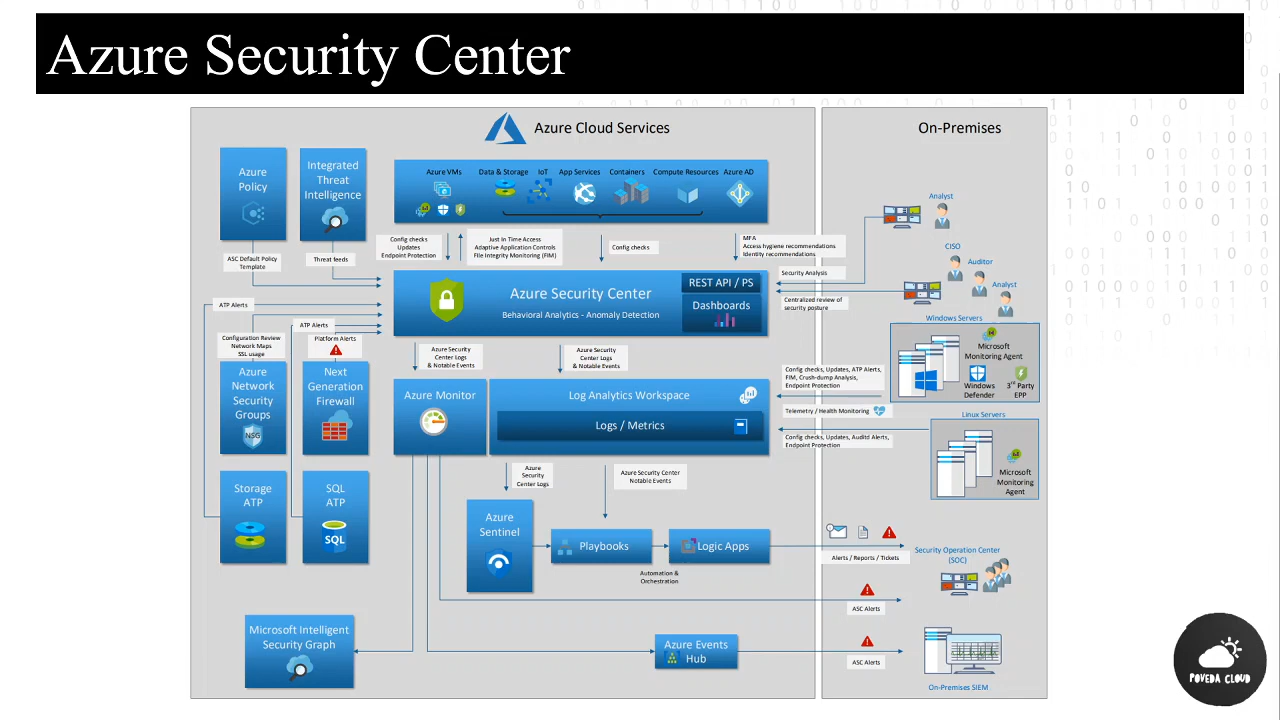 Azure Security Center
Azure Cloud Services
On-Premises
Azure
Policy
Integrated
Threat
Intelligence
Azure VMs
Data & Storage
IoT
App Services
Containers
Compute Resources
Azure AD
Analyst
CISO
Auditor
Analyst
ASC Default Policy
Template
Threat feeds
Config checks
Updates
Endpoint Protection
Just In Time Access
Adaptive Application Controls
File Integrity Monitoring (FIM)
Config checks
MFA
Access hygiene recommendations
Identity recommendations
Security Analysis
Centralized review of
security posture
Azure Security Center
Behavioral Analytics - Anomaly Detection
REST API / PS
Dashboards
ATP Alerts
ATP Alerts
Configuration Review
Network Maps
SSL usage
Platform Alerts
Azure Security
Center Logs
& Notable Events
Azure Security
Center Logs
& Notable Events
Windows Servers
Microsoft
Monitoring Agent
Windows
Defender
3rd Party
EPP
Config checks, Updates, ATP Alerts,
FIM, Crush-dump Analysis,
Endpoint Protection
Telemetry / Health Monitoring
Config checks, Updates, Auditd Alerts,
Endpoint Protection
Linux Servers
Microsoft
Monitoring
Agent
Azure
Network
Security
Groups
NSG
Next
Generation
Firewall
Azure Monitor
Log Analytics Workspace
Logs / Metrics
Azure
Security
Center Logs
Azure Security Center
Notable Events
Storage
ATP
SQL
ATP
SQL
Azure
Sentinel
Playbooks
Logic Apps
Automation &
Orchestration
Alerts / Reports / Tickets
Security Operation Center
(SOC)
ASC Alerts
Microsoft Intelligent
Security Graph
Azure Events
Hub
ASC Alerts
On-Premises SIEM
POVEDA CLOUD